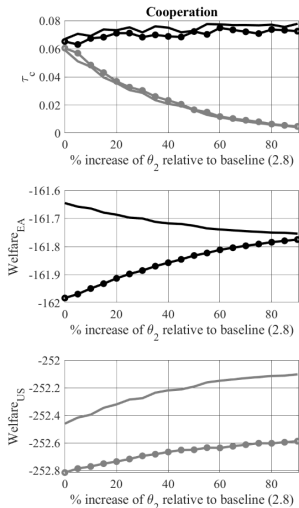 Cooperation
0.08
0.06
0.04
0.02
0
τc
0 20 40 60 80
% increase of θ2 relative to baseline (2.8)
-161.6
-161.7
-161.8
-161.9
-162
WelfareEA
0 20 40 60 80
% increase of θ2 relative to baseline (2.8)
-252
-252.2
-252.4
-252.6
-252.8
WelfareUS
0 20 40 60 80
% increase of θ2 relative to baseline (2.8)